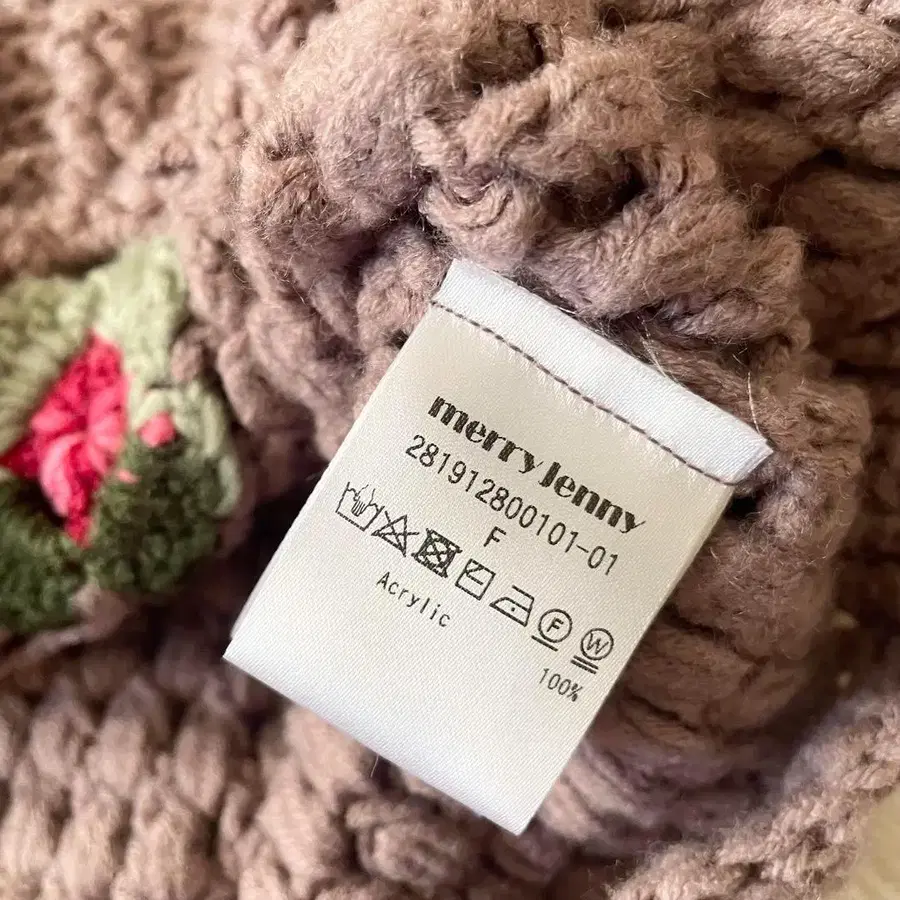 merry jenny
281912800101-01
F
F W
Acrylic 100%